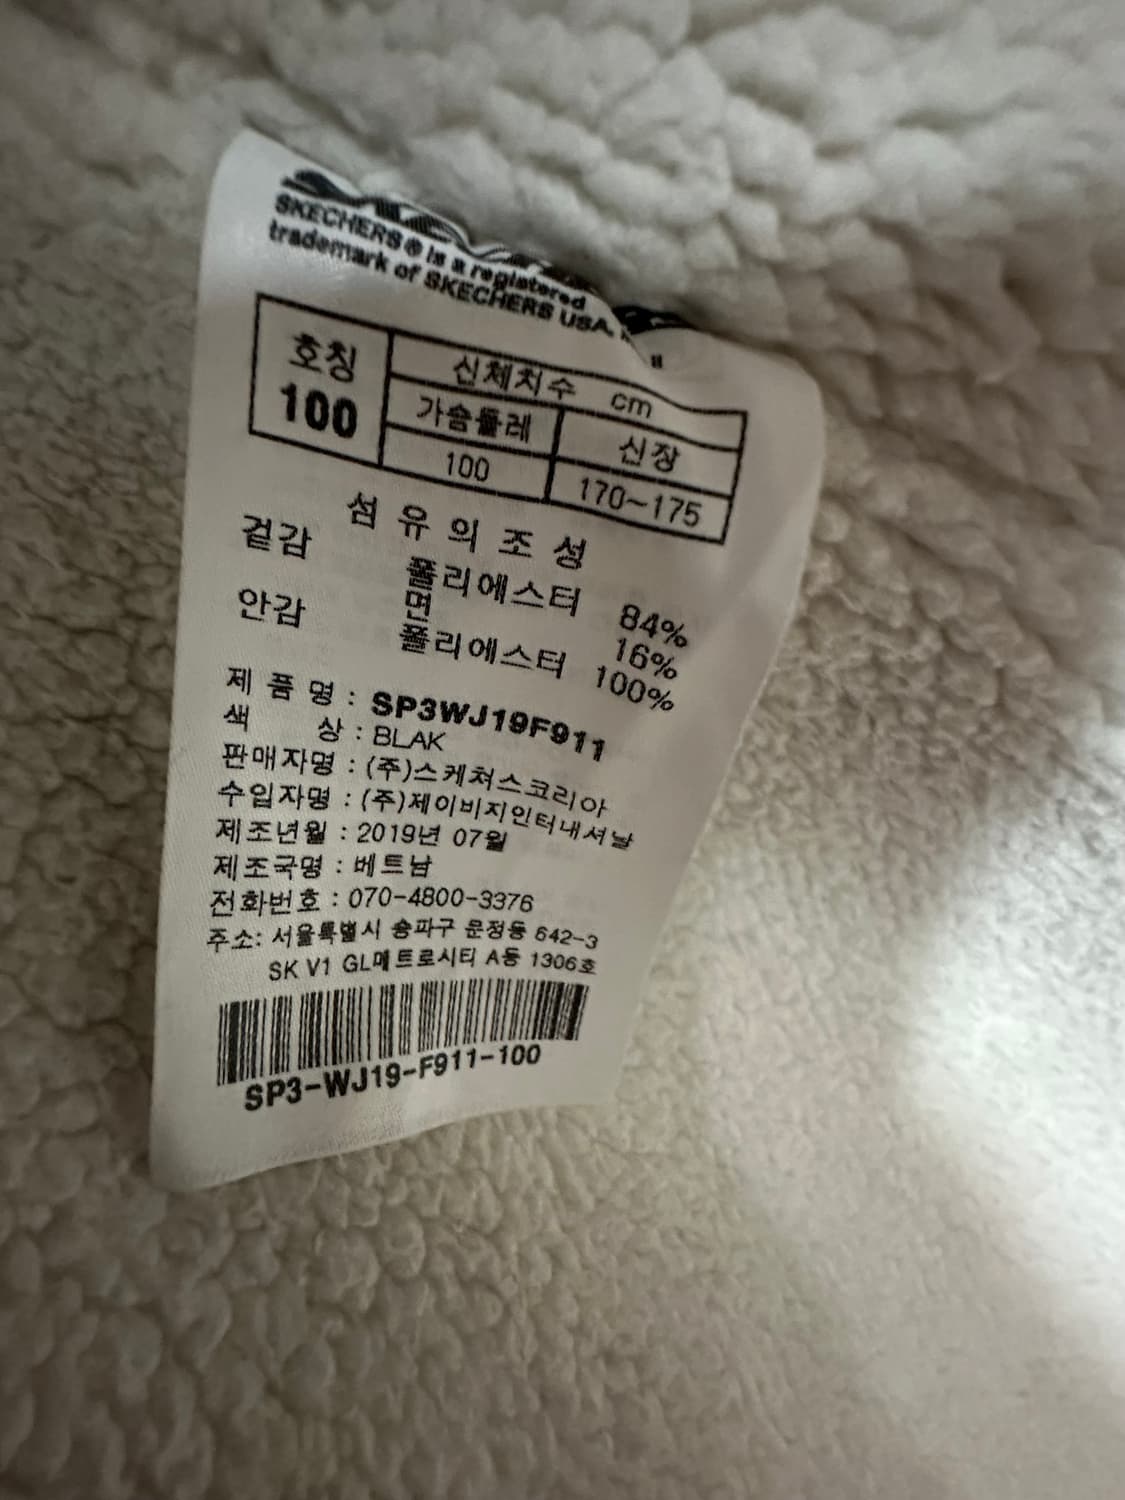 SKECHERS® is a registered
trademark of SKECHERS USA,
호칭
100
신체치수 cm
가슴둘레 신장
100 170~175
섬 유 의 조 성
겉감 폴리에스터 84%
면 16%
안감 폴리에스터 100%
제 품 명 : SP3WJ19F911
색 상 : BLAK
판매자명 : (주)스케쳐스코리아
수입자명 : (주)제이비지인터내셔날
제조년월 : 2019년 07월
제조국명 : 베트남
전화번호 : 070-4800-3376
주소: 서울특별시 송파구 문정동 642-3
SK V1 GL메트로시티 A동 1306호
SP3-WJ19-F911-100